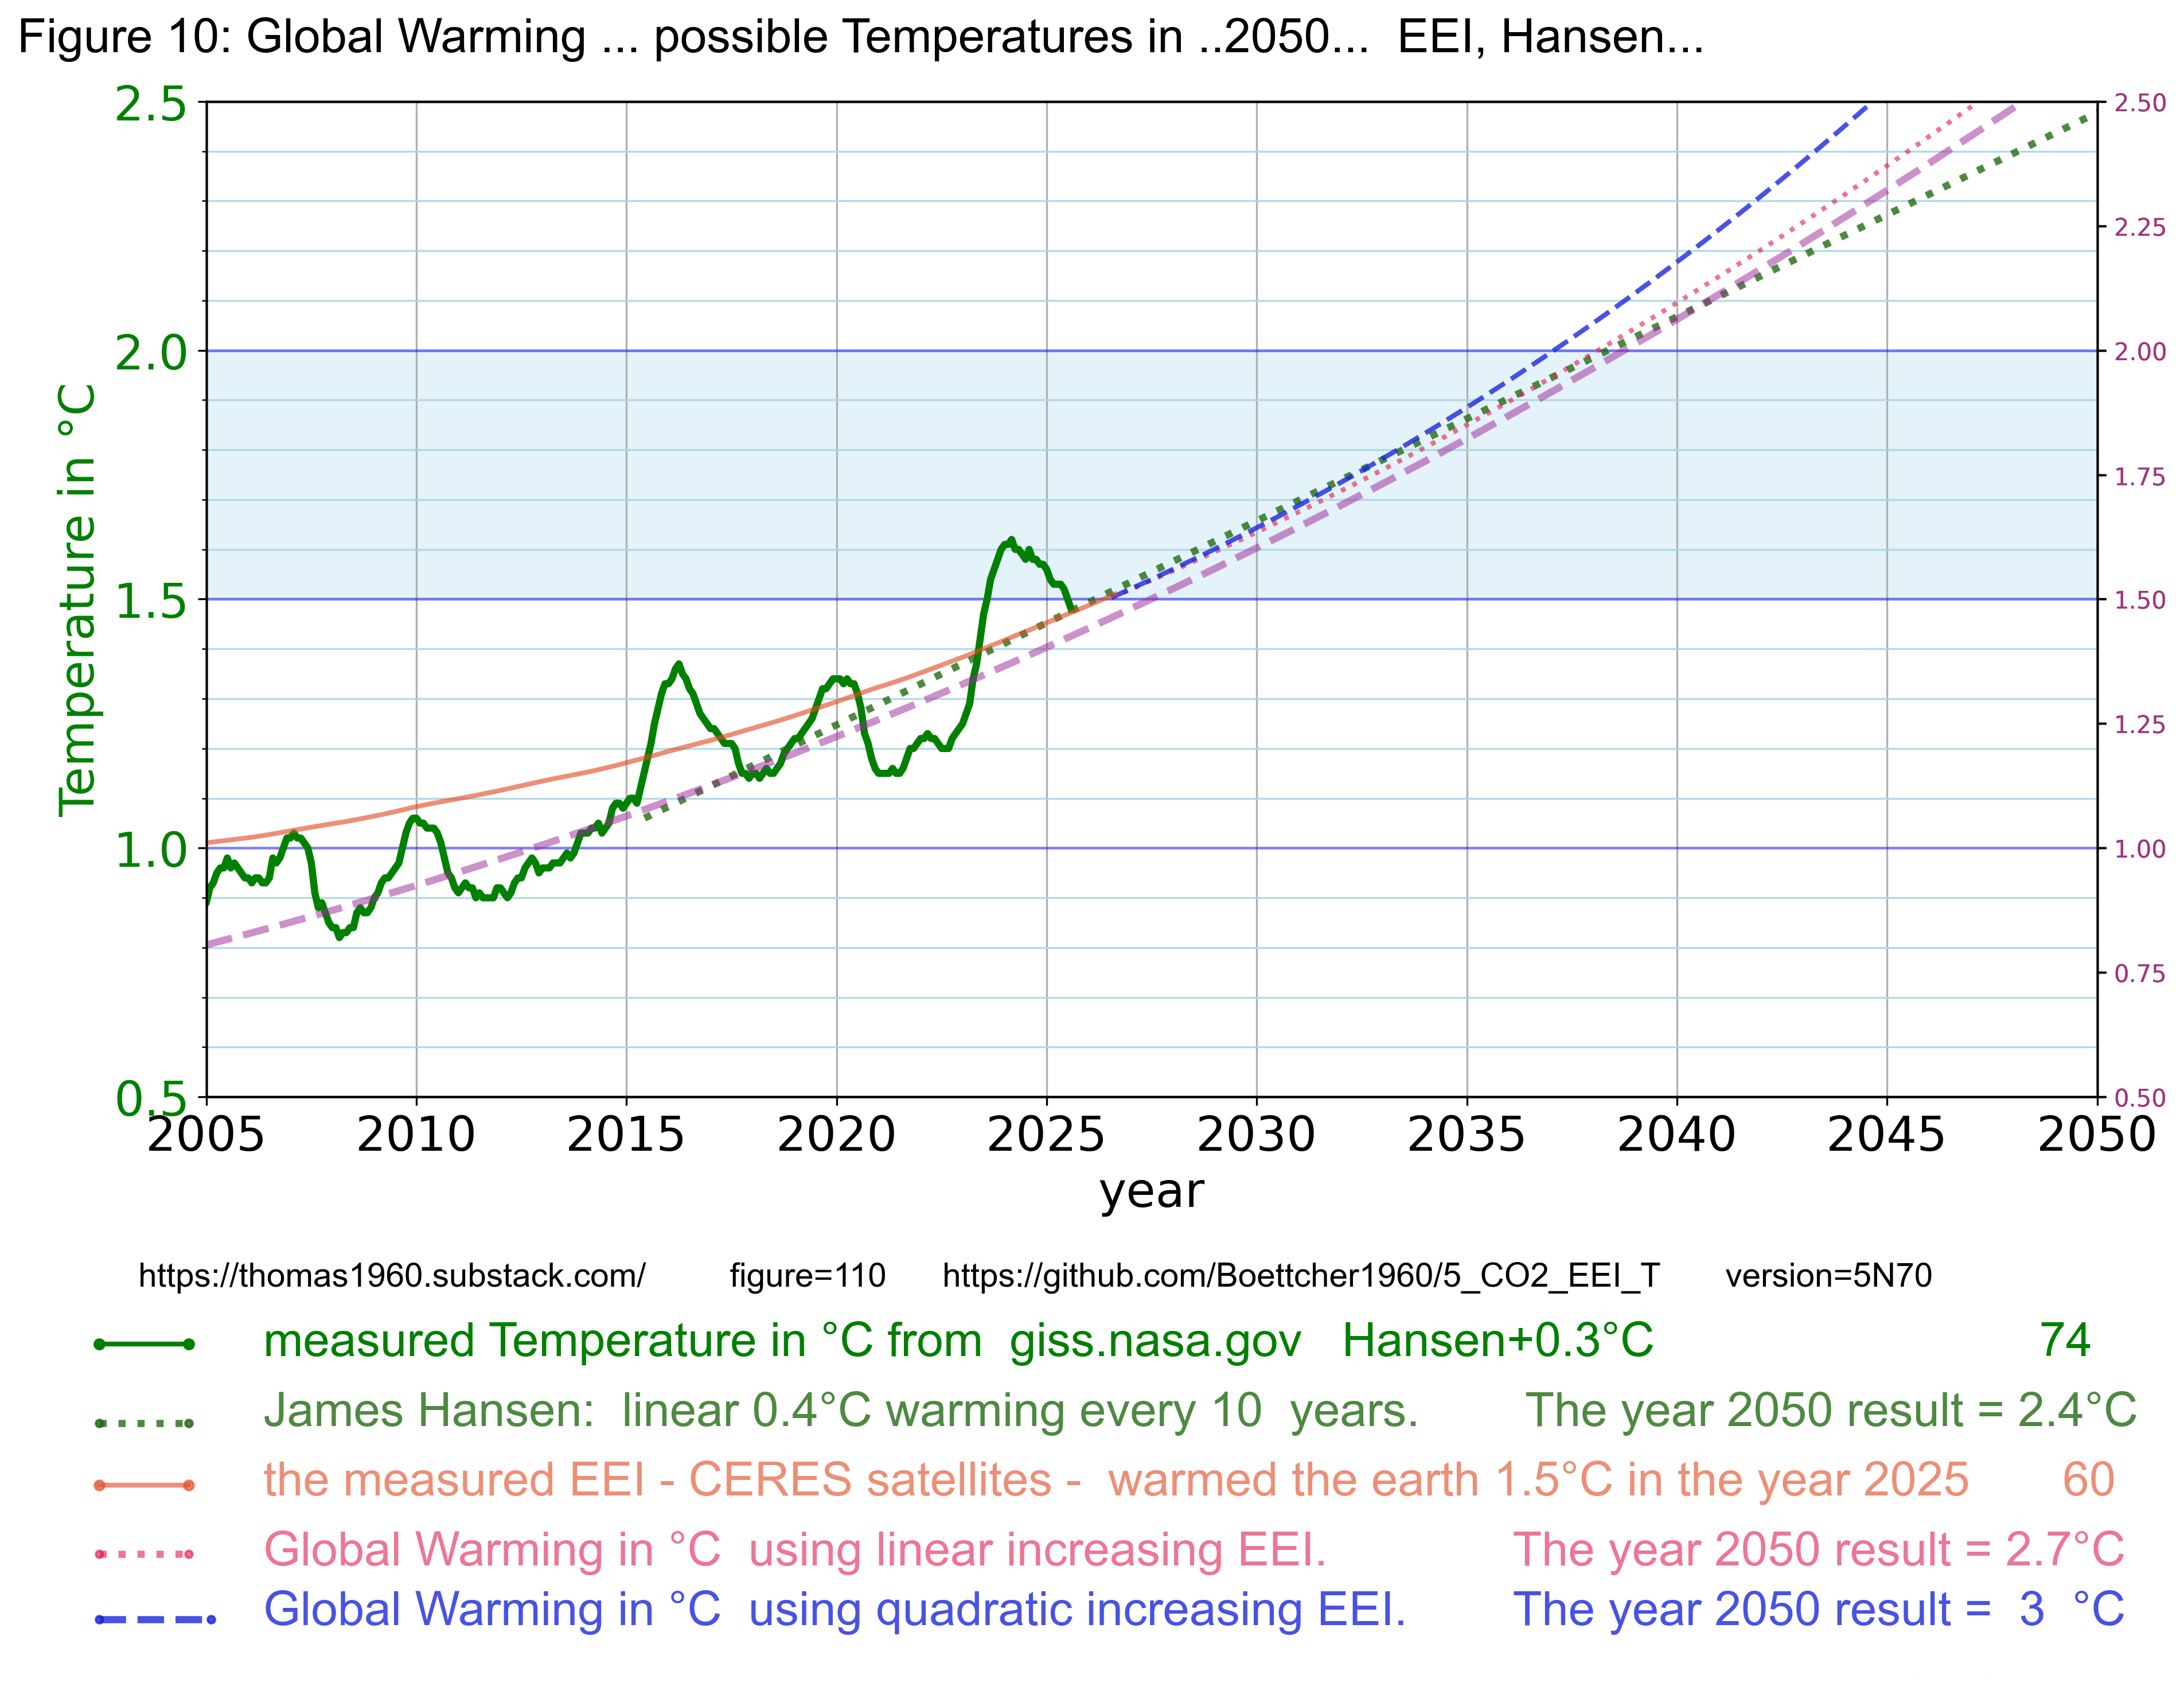 Figure 10: Global Warming ... possible Temperatures in ..2050...  EEI, Hansen...
2.5
2.0
1.5
1.0
0.5
Temperature in °C
2.50
2.25
2.00
1.75
1.50
1.25
1.00
0.75
0.50
2005 2010 2015 2020 2025 2030 2035 2040 2045 2050
year
https://thomas1960.substack.com/ figure=110 https://github.com/Boettcher1960/5_CO2_EEI_T version=5N70
measured Temperature in °C from  giss.nasa.gov   Hansen+0.3°C 74
James Hansen:  linear 0.4°C warming every 10  years. The year 2050 result = 2.4°C
the measured EEI - CERES satellites -  warmed the earth 1.5°C in the year 2025 60
Global Warming in °C  using linear increasing EEI. The year 2050 result = 2.7°C
Global Warming in °C  using quadratic increasing EEI. The year 2050 result =  3  °C